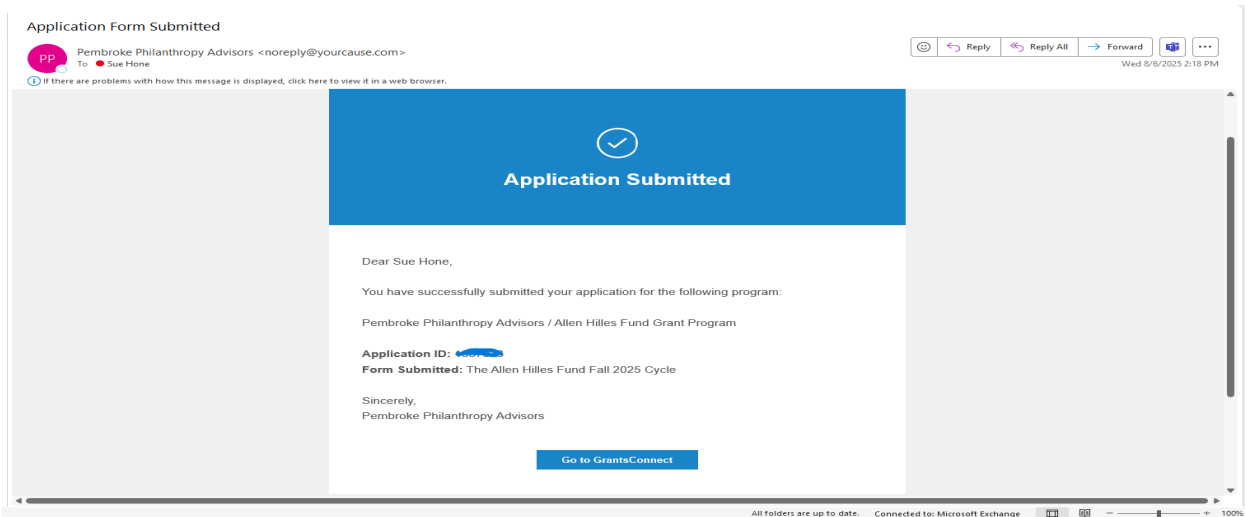 Application Form Submitted
PP
Pembroke Philanthropy Advisors <noreply@yourcause.com>
To Sue Hone
Reply
Reply All
Forward
Wed 8/6/2025 2:18 PM
If there are problems with how this message is displayed, click here to view it in a web browser.
Application Submitted
Dear Sue Hone,
You have successfully submitted your application for the following program:
Pembroke Philanthropy Advisors / Allen Hilles Fund Grant Program
Application ID:
Form Submitted: The Allen Hilles Fund Fall 2025 Cycle
Sincerely,
Pembroke Philanthropy Advisors
Go to GrantsConnect
All folders are up to date. Connected to: Microsoft Exchange 100%